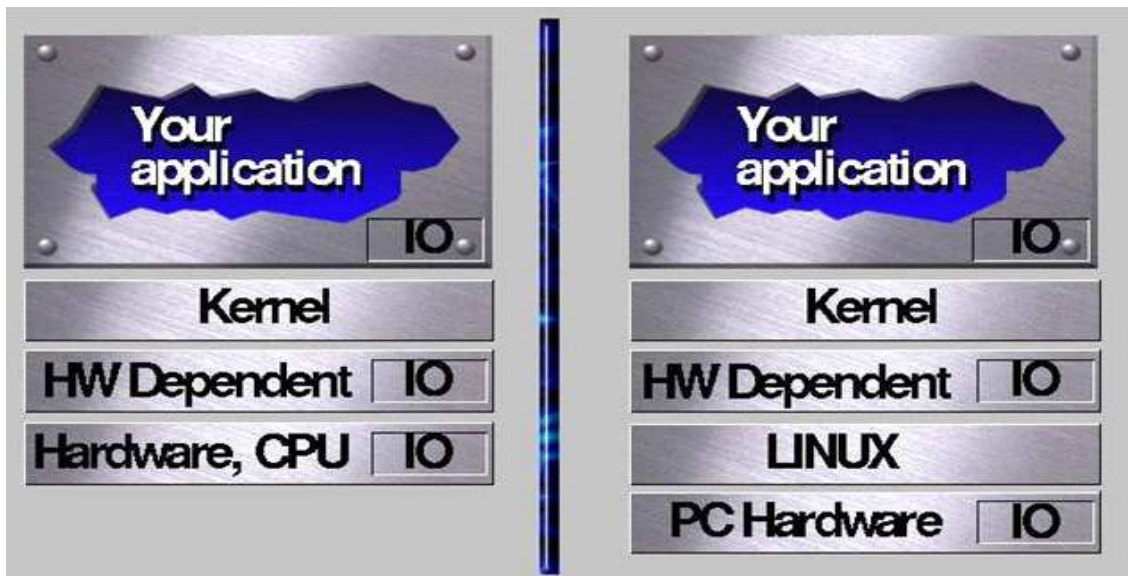 Your
application
IO
Kernel
HW Dependent IO
Hardware, CPU IO
Your
application
IO
Kernel
HW Dependent IO
LINUX
PC Hardware IO